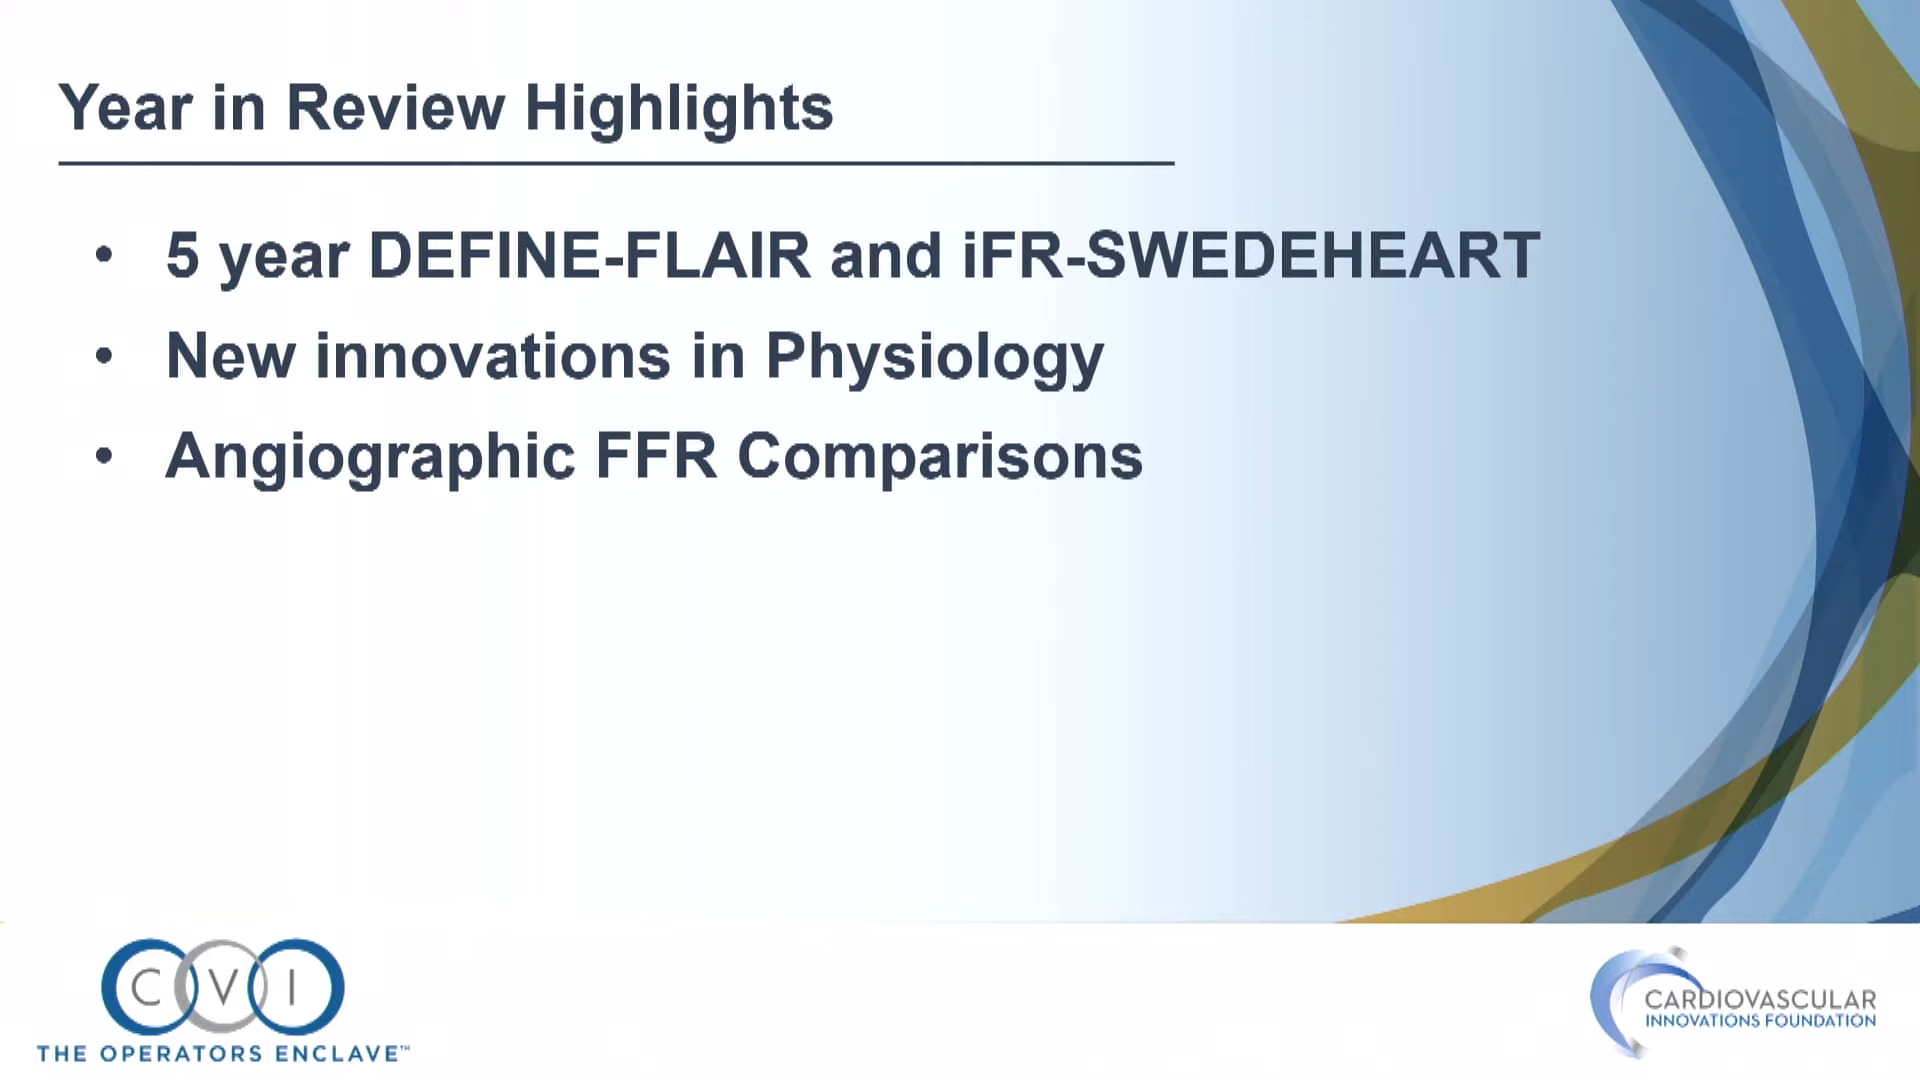 Year in Review Highlights
• 5 year DEFINE-FLAIR and iFR-SWEDEHEART
• New innovations in Physiology
• Angiographic FFR Comparisons
CVI
THE OPERATORS ENCLAVE™
CARDIOVASCULAR
INNOVATIONS FOUNDATION